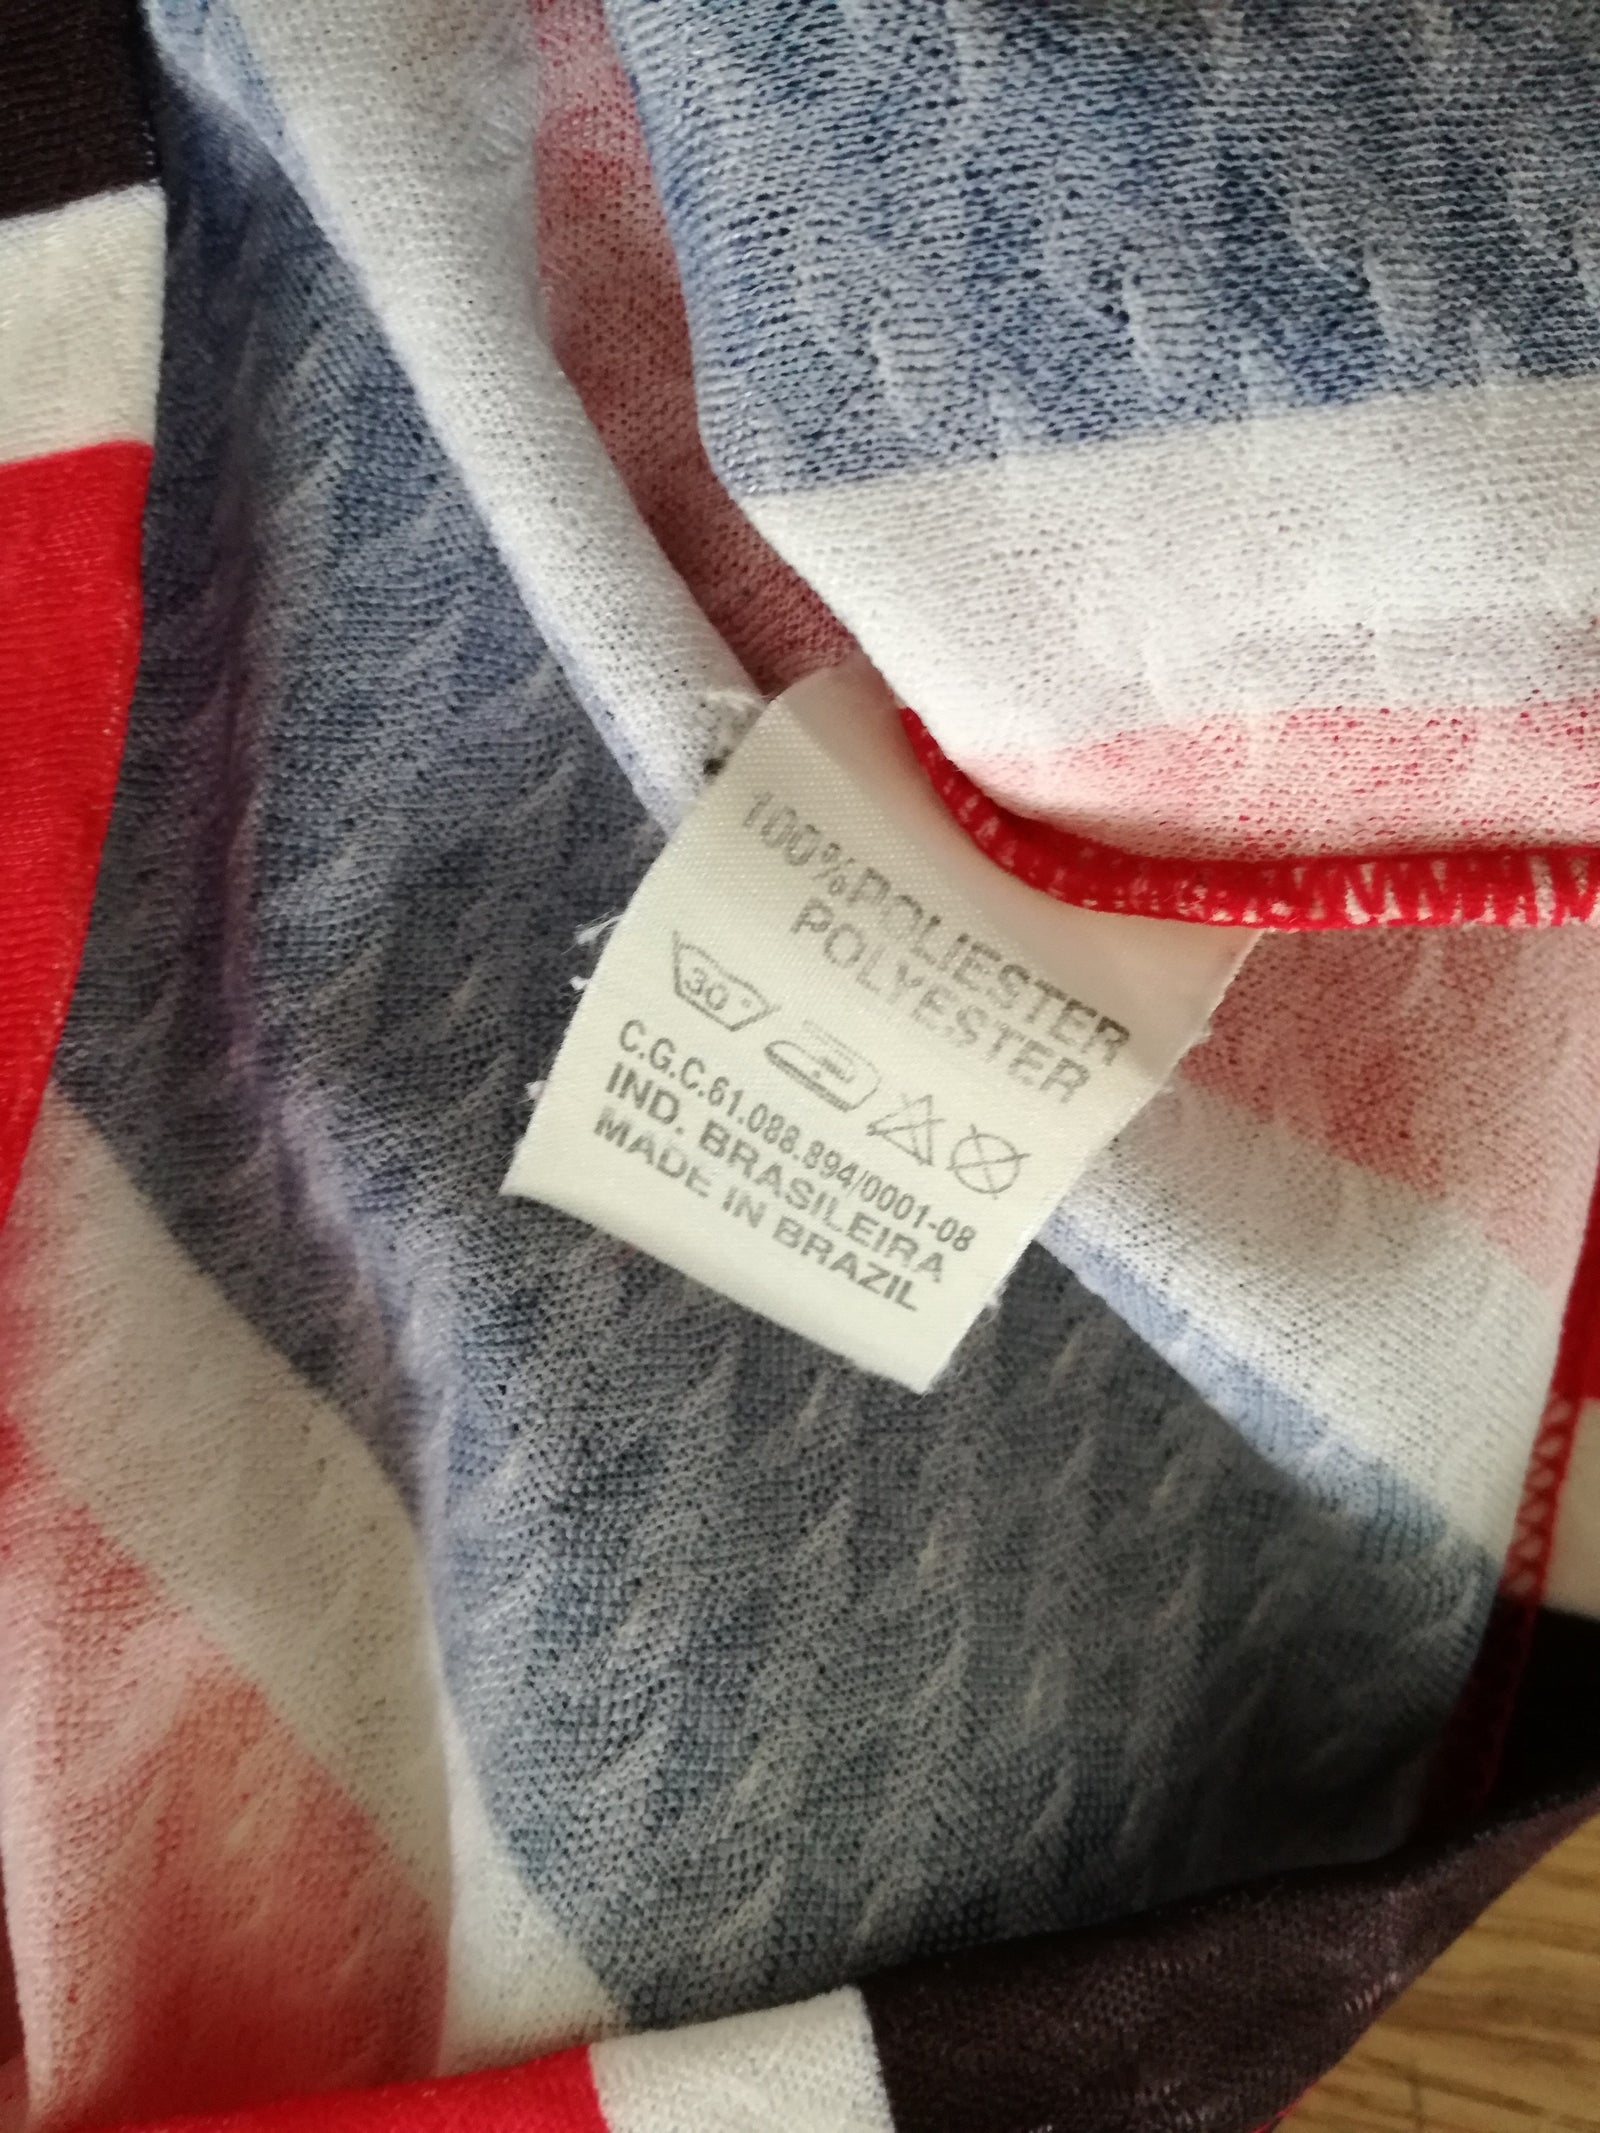 100%POLIESTER
POLYESTER
30°
C.G.C.61.088.894/0001-08
IND. BRASILEIRA
MADE IN BRAZIL